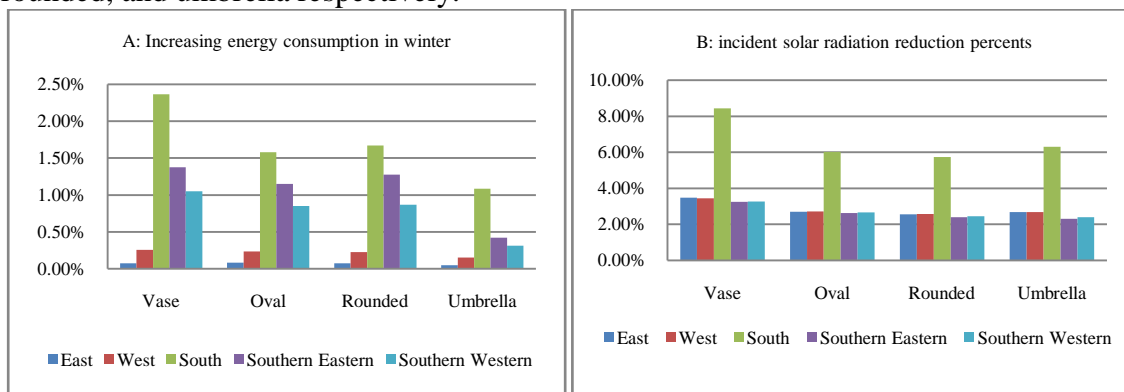 rounded, and umbrella respectively.
A: Increasing energy consumption in winter
2.50%
2.00%
1.50%
1.00%
0.50%
0.00%
Vase Oval Rounded Umbrella
East West South Southern Eastern Southern Western
B: incident solar radiation reduction percents
10.00%
8.00%
6.00%
4.00%
2.00%
0.00%
Vase Oval Rounded Umbrella
East West South Southern Eastern Southern Western